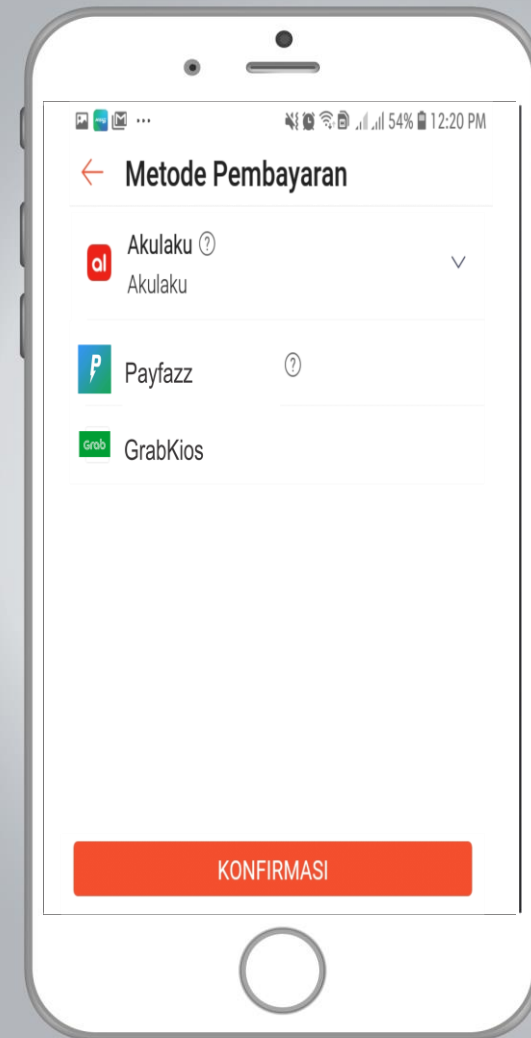 ... 54% 12:20 PM
Metode Pembayaran
al Akulaku ?
Akulaku
P Payfazz ?
Grab GrabKios
KONFIRMASI